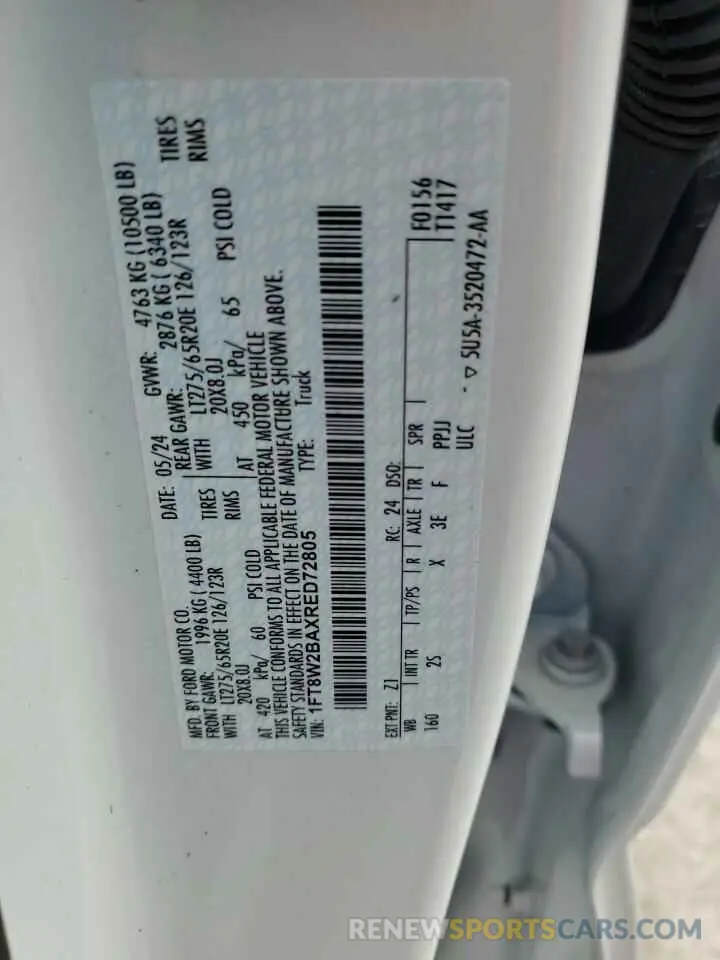 MFD. BY FORD MOTOR CO. DATE: 05/24 GVWR: 4763 KG (10500 LB)
FRONT GAWR: 1996 KG ( 4400 LB) REAR GAWR: 2876 KG ( 6340 LB)
WITH LT275/65R20E 126/123R TIRES WITH LT275/65R20E 126/123R TIRES
20X8.0J RIMS 20X8.0J RIMS
AT 420 kPa/ 60 PSI COLD AT 450 kPa/ 65 PSI COLD
THIS VEHICLE CONFORMS TO ALL APPLICABLE FEDERAL MOTOR VEHICLE
SAFETY STANDARDS IN EFFECT ON THE DATE OF MANUFACTURE SHOWN ABOVE.
VIN: 1FT8W2BAXRED72805 TYPE: Truck
EXT PNT: Z1 RC: 24 DSO: F0156
WB INT TR TP/PS R AXLE TR SPR T1417
160 2S X 3E F PPJJ
ULC ▽ 5U5A-3520472-AA
RENEWSPORTSCARS.COM